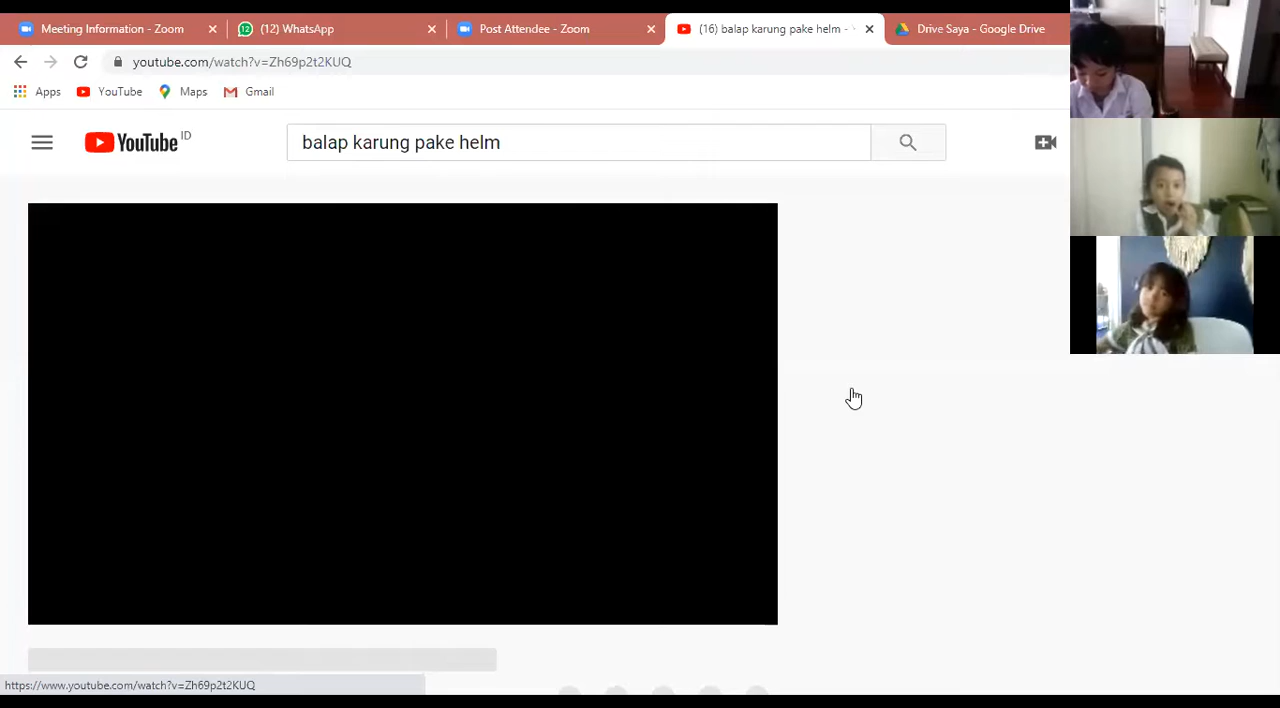 Meeting Information - Zoom
(12) WhatsApp
Post Attendee - Zoom
(16) balap karung pake helm -
Drive Saya - Google Drive
youtube.com/watch?v=Zh69p2t2KUQ
Apps
YouTube
Maps
Gmail
YouTube ID
balap karung pake helm
https://www.youtube.com/watch?v=Zh69p2t2KUQ